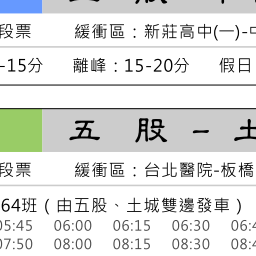 段票 緩衝區：新莊高中(一)-中
-15分 離峰：15-20分 假日
五 股 - 土
段票 緩衝區：台北醫院-板橋
64班（由五股、土城雙邊發車）
05:45 06:00 06:15 06:30 06:4
07:50 08:00 08:15 08:30 08:4